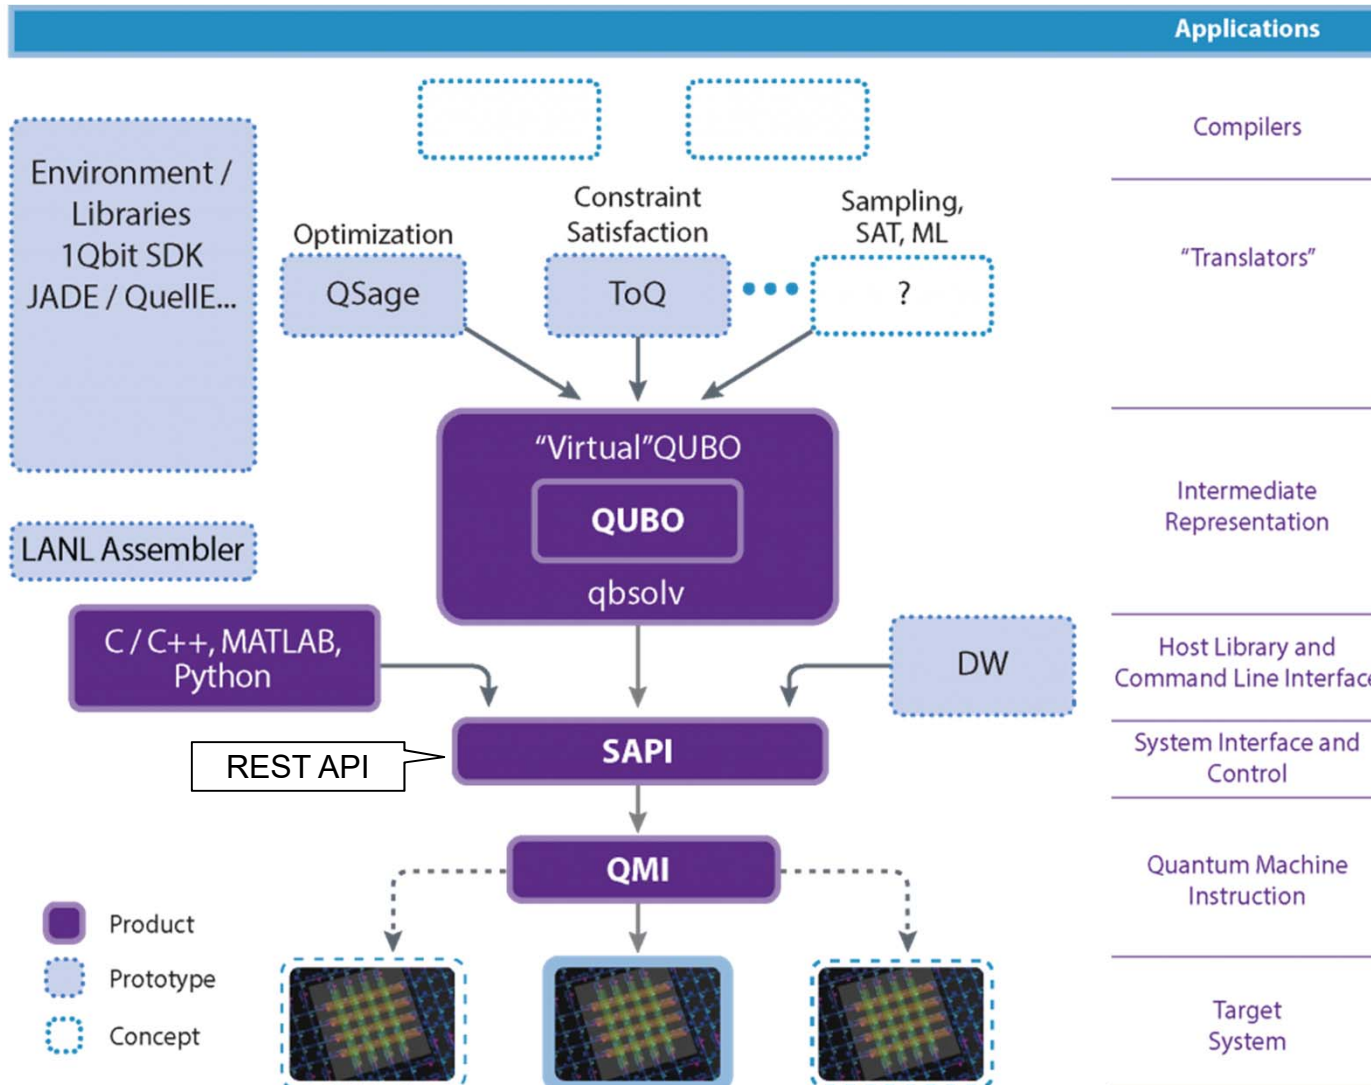 Applications
Compilers
Environment /
Libraries
1Qbit SDK
JADE / QuellE...
Optimization
QSage
Constraint
Satisfaction
ToQ
Sampling,
SAT, ML
?
"Translators"
“Virtual”QUBO
QUBO
qbsolv
Intermediate
Representation
LANL Assembler
C / C++, MATLAB,
Python
DW
Host Library and
Command Line Interface
REST API
SAPI
System Interface and
Control
QMI
Quantum Machine
Instruction
Product
Prototype
Concept
Target
System